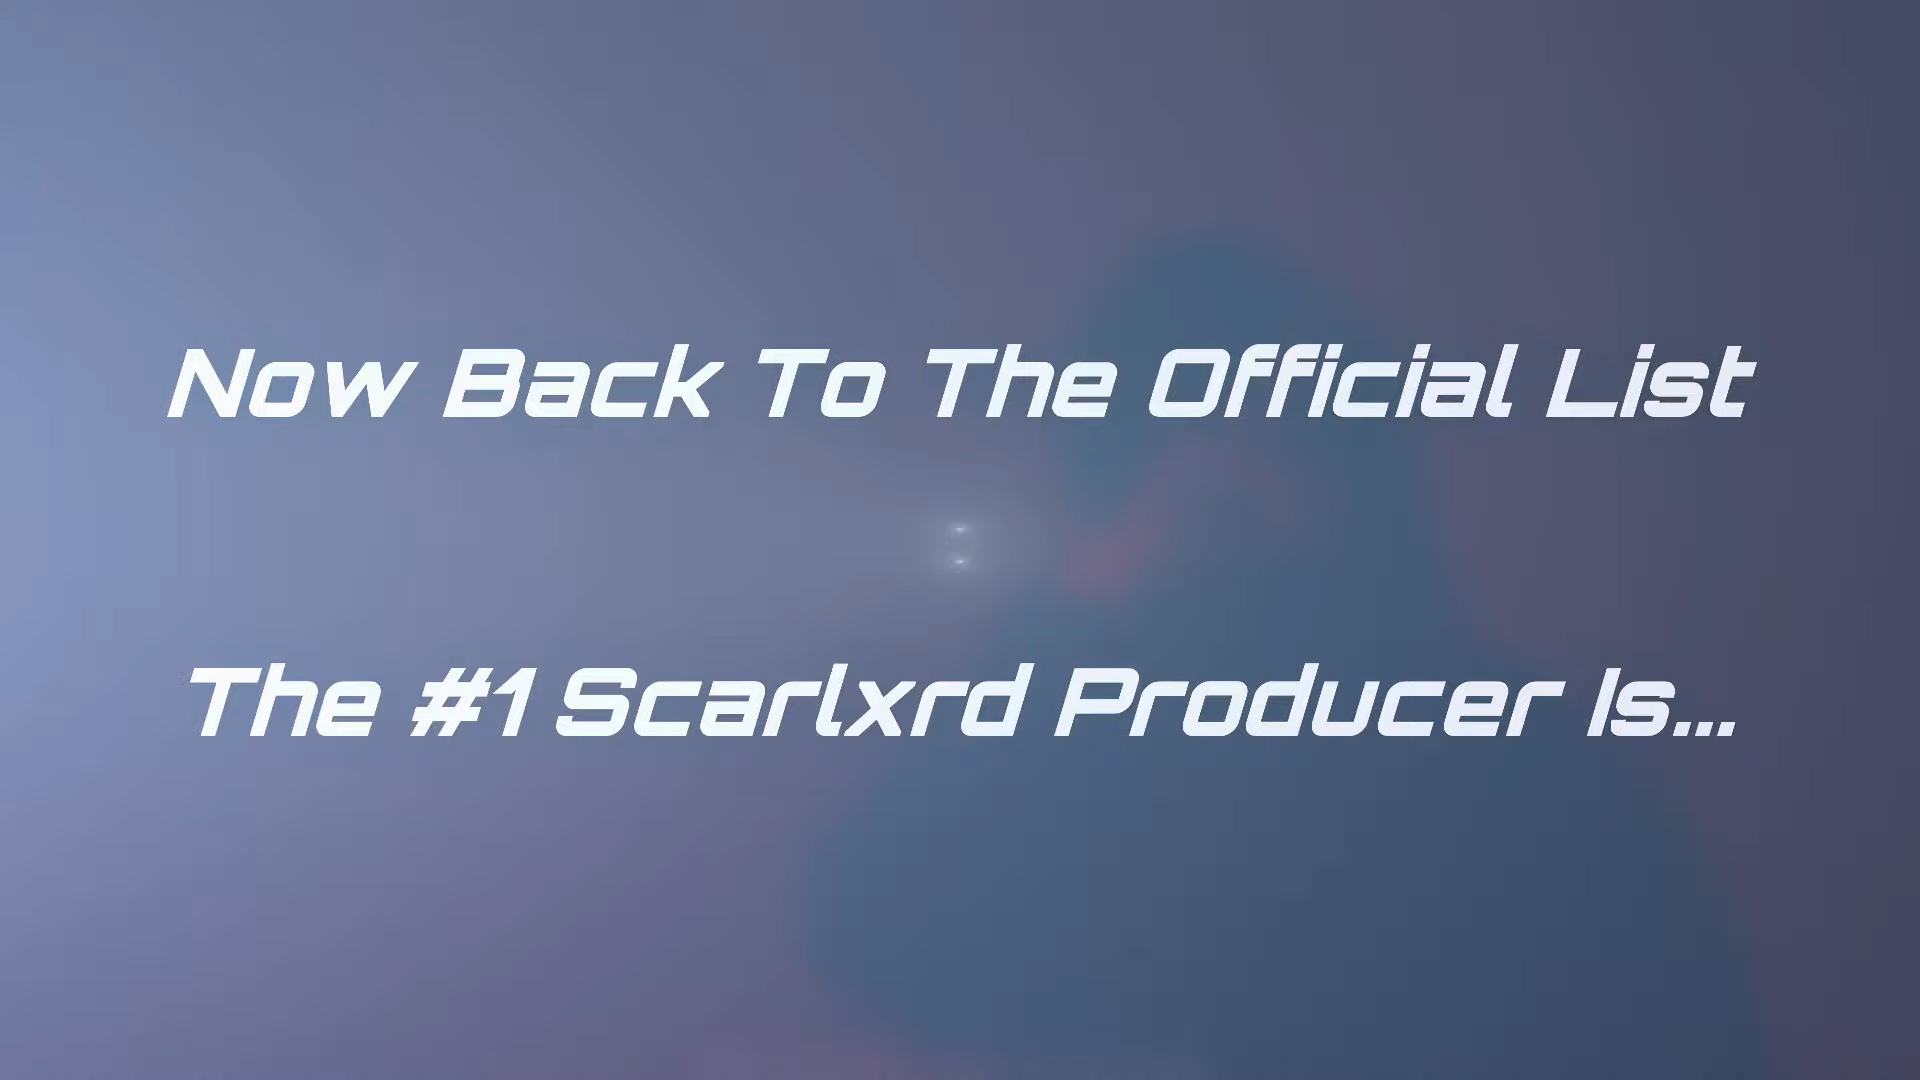 Now Back To The Official List
The #1 Scarlxrd Producer Is...